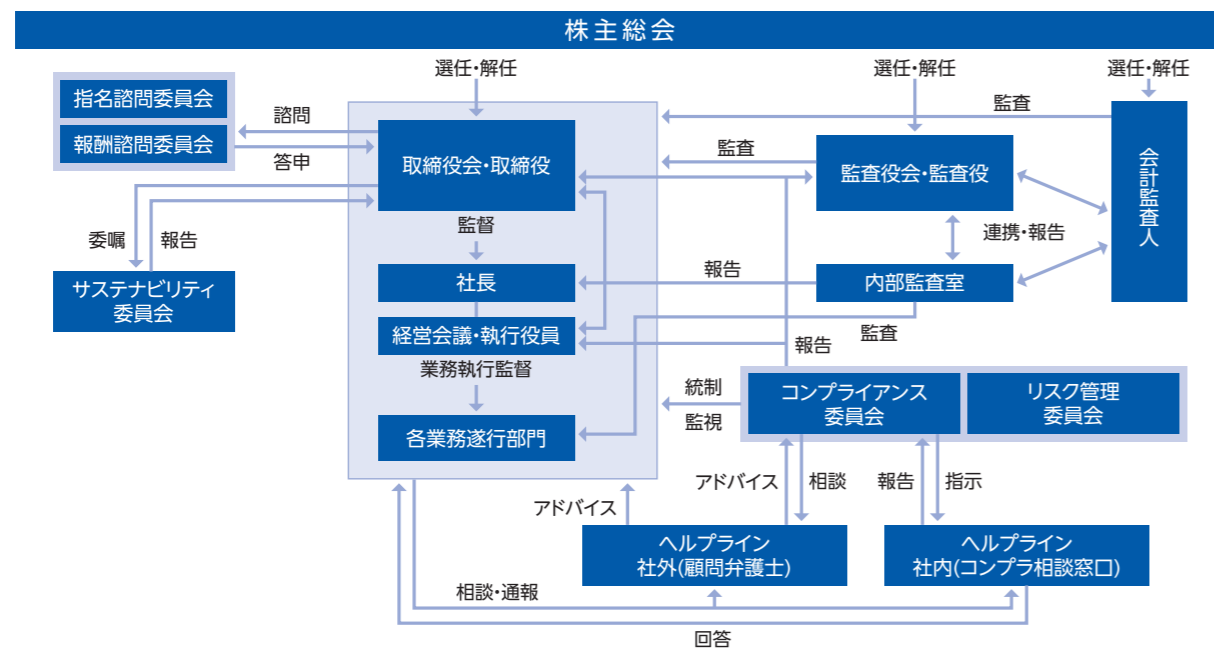 株主総会
選任・解任
選任・解任
選任・解任
指名諮問委員会
報酬諮問委員会
諮問
答申
取締役会・取締役
監査
監査
監査役会・監査役
会計監査人
委嘱
報告
監督
連携・報告
サステナビリティ
委員会
社長
報告
内部監査室
経営会議・執行役員
監査
報告
業務執行監督
統制
監視
コンプライアンス
委員会
リスク管理
委員会
各業務遂行部門
アドバイス
アドバイス
相談
報告
指示
ヘルプライン
社外(顧問弁護士)
ヘルプライン
社内(コンプラ相談窓口)
相談・通報
回答